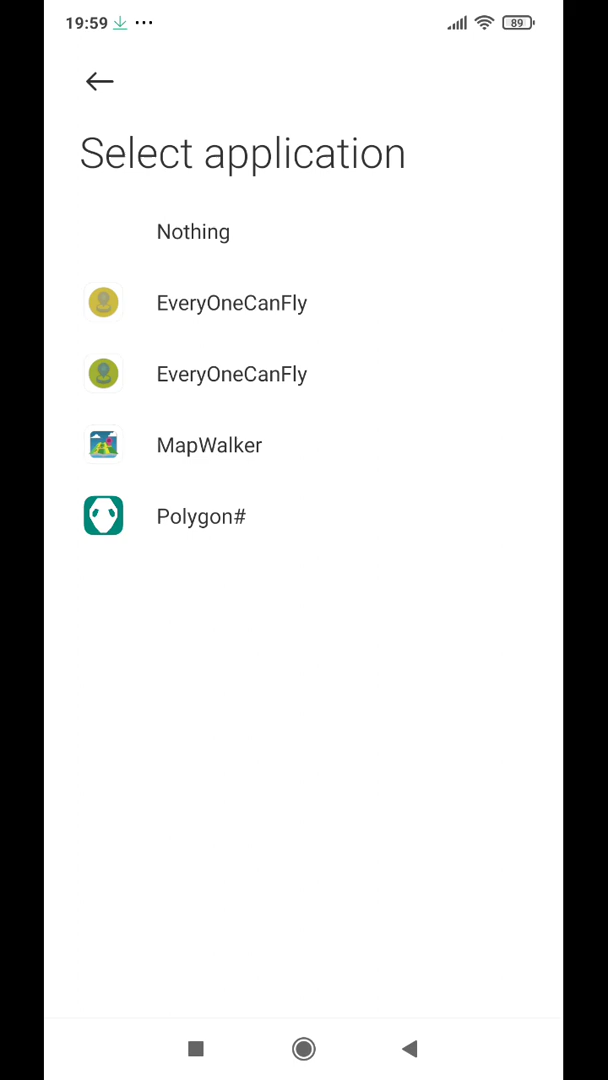 19:59
89
Select application
Nothing
EveryOneCanFly
EveryOneCanFly
MapWalker
Polygon#